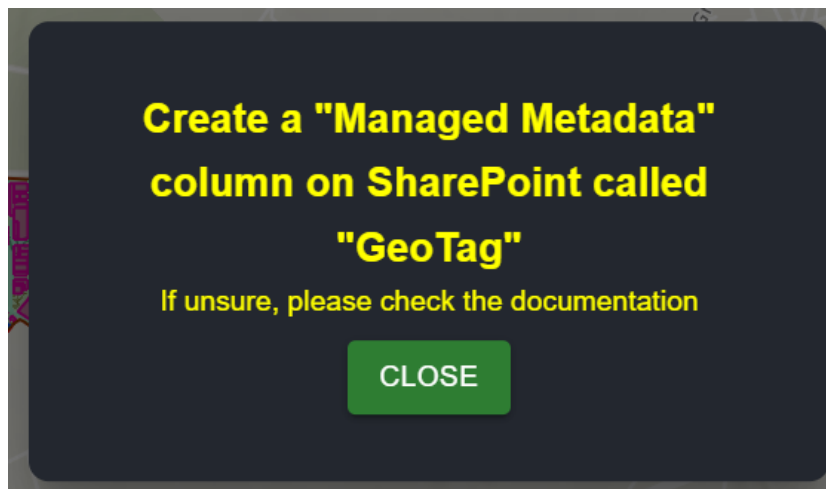 Create a "Managed Metadata"
column on SharePoint called
"GeoTag"
If unsure, please check the documentation
CLOSE